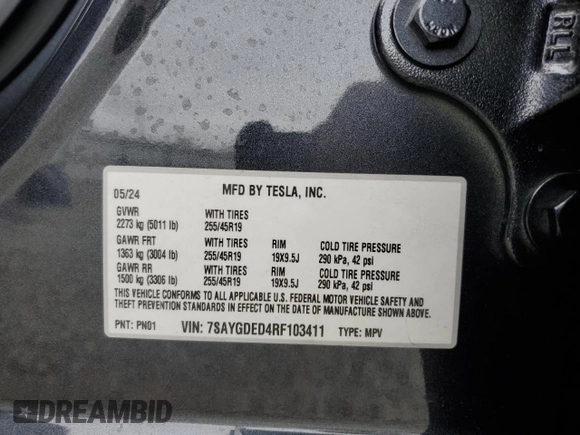 05/24 MFD BY TESLA, INC.
GVWR WITH TIRES
2273 kg (5011 lb) 255/45R19
GAWR FRT WITH TIRES RIM COLD TIRE PRESSURE
1363 kg (3004 lb) 255/45R19 19X9.5J 290 kPa, 42 psi
GAWR RR WITH TIRES RIM COLD TIRE PRESSURE
1500 kg (3306 lb) 255/45R19 19X9.5J 290 kPa, 42 psi
THIS VEHICLE CONFORMS TO ALL APPLICABLE U.S. FEDERAL MOTOR VEHICLE SAFETY AND
THEFT PREVENTION STANDARDS IN EFFECT ON THE DATE OF MANUFACTURE SHOWN ABOVE.
PNT: PN01 VIN: 7SAYGDED4RF103411 TYPE: MPV
DREAMBID